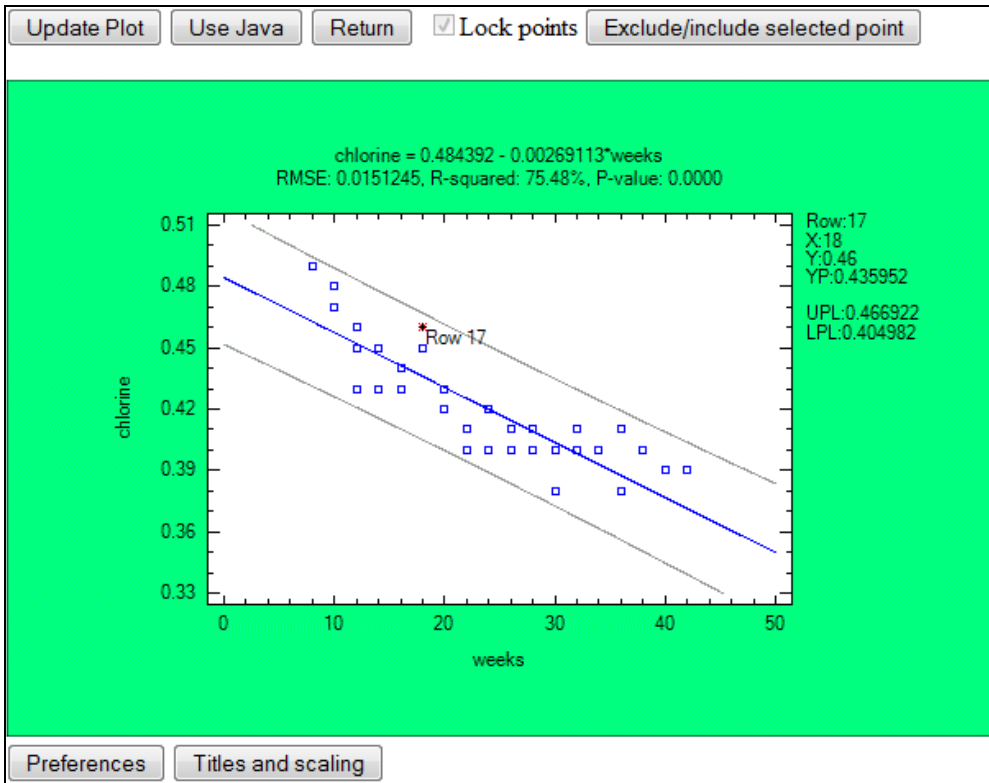 Update Plot Use Java Return Lock points Exclude/include selected point
chlorine = 0.484392 - 0.00269113*weeks
RMSE: 0.0151245, R-squared: 75.48%, P-value: 0.0000
Row:17
X:18
Y:0.46
YP:0.435952
UPL:0.466922
LPL:0.404982
0.51
0.48
0.45
0.42
0.39
0.36
0.33
chlorine
Row 17
0 10 20 30 40 50
weeks
Preferences Titles and scaling